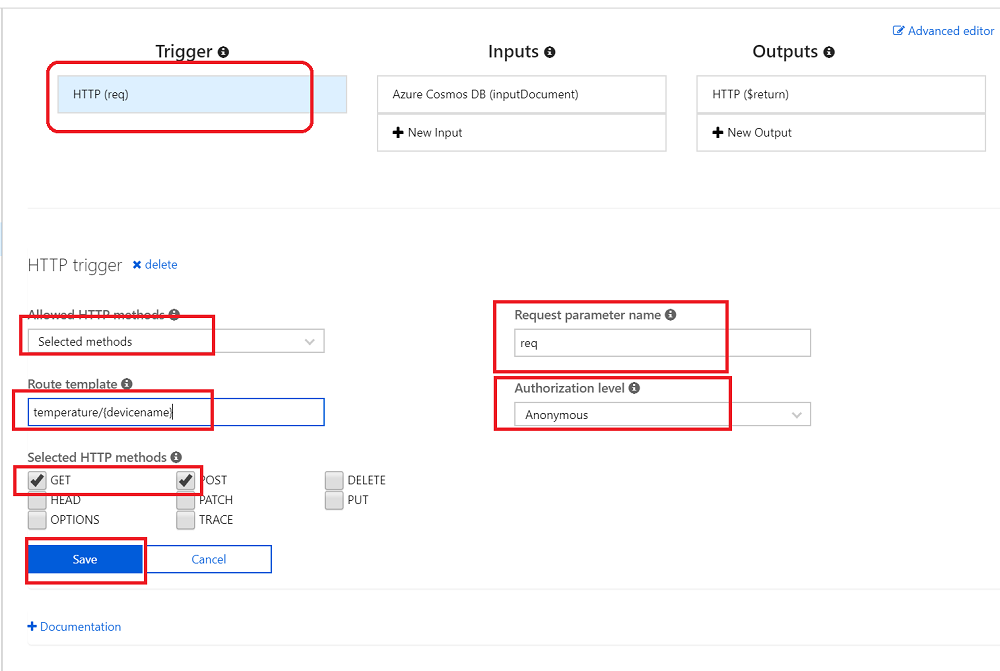 Advanced editor
Trigger
Inputs
Outputs
HTTP (req)
Azure Cosmos DB (inputDocument)
HTTP ($return)
New Input
New Output
HTTP trigger delete
Allowed HTTP methods
Request parameter name
Selected methods
req
Route template
Authorization level
temperature/{devicename}
Anonymous
Selected HTTP methods
GET POST DELETE
HEAD PATCH PUT
OPTIONS TRACE
Save Cancel
Documentation